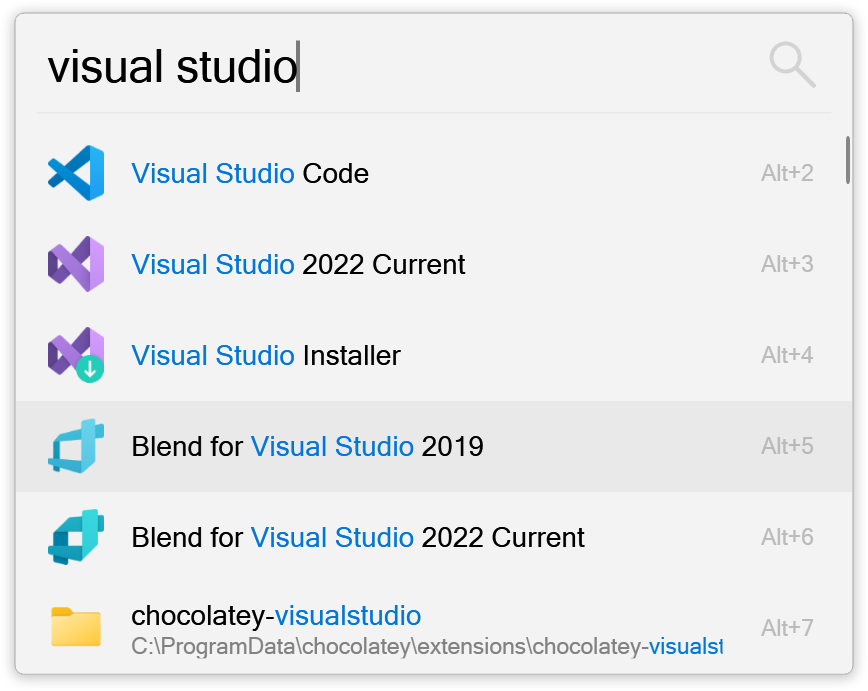 visual studio
Visual Studio Code Alt+2
Visual Studio 2022 Current Alt+3
Visual Studio Installer Alt+4
Blend for Visual Studio 2019 Alt+5
Blend for Visual Studio 2022 Current Alt+6
chocolatey-visualstudio Alt+7
C:\ProgramData\chocolatey\extensions\chocolatey-visualst